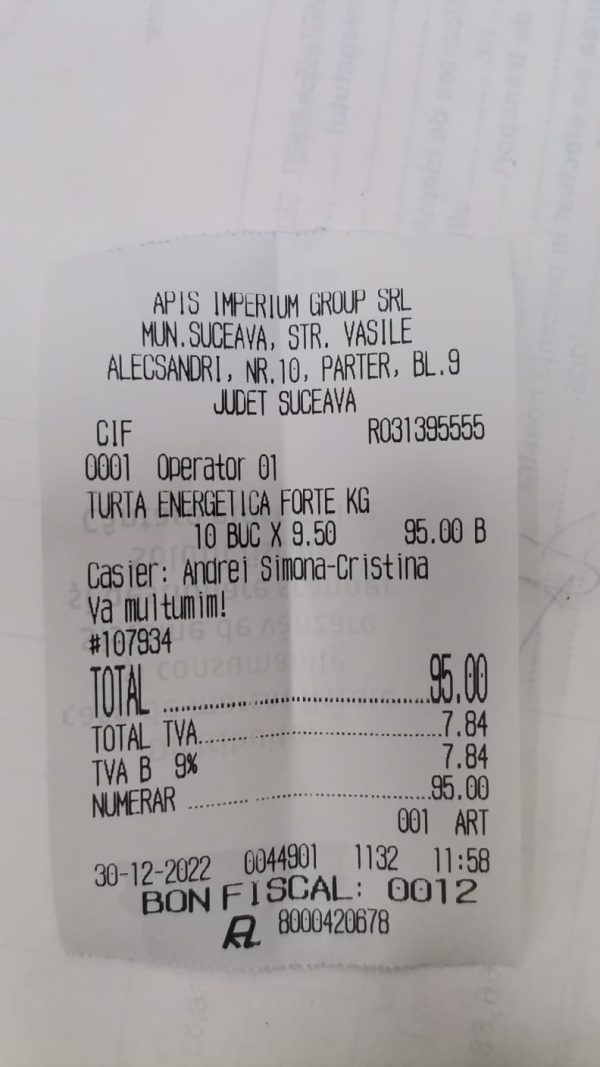 APIS IMPERIUM GROUP SRL
MUN.SUCEAVA, STR. VASILE
ALECSANDRI, NR.10, PARTER, BL.9
JUDET SUCEAVA
CIF RO31395555
0001 Operator 01
TURTA ENERGETICA FORTE KG
10 BUC X 9.50 95.00 B
Casier: Andrei Simona-Cristina
Va multumim!
#107934
TOTAL 95.00
TOTAL TVA 7.84
TVA B 9% 7.84
NUMERAR 95.00
001 ART
30-12-2022 0044901 1132 11:58
BON FISCAL: 0012
8000420678